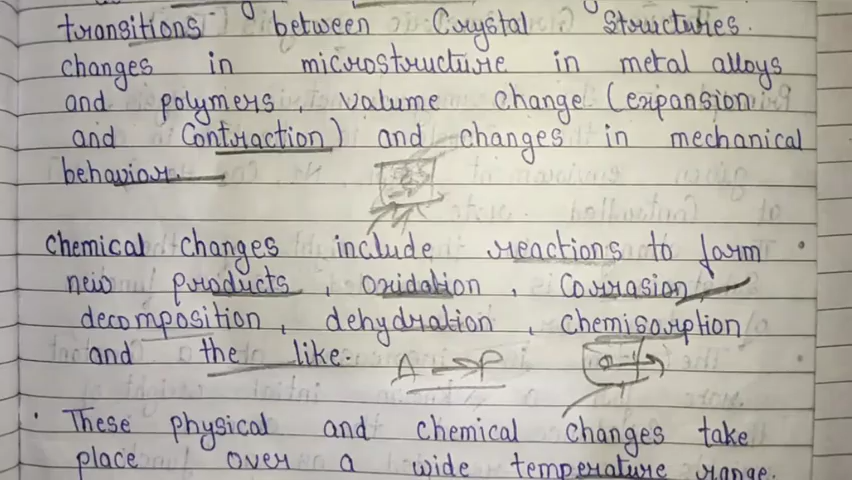 transitions between Crystal Structures.
changes in microstructure in metal alloys
and polymers, valume change (expansion
and Contraction) and changes in mechanical
behavior.
chemical changes include reactions to form
new products, oxidation, Corrasion,
decomposition, dehydration, chemisorption
and the like.
A → P
• These physical and chemical changes take
place over a wide temperature range.